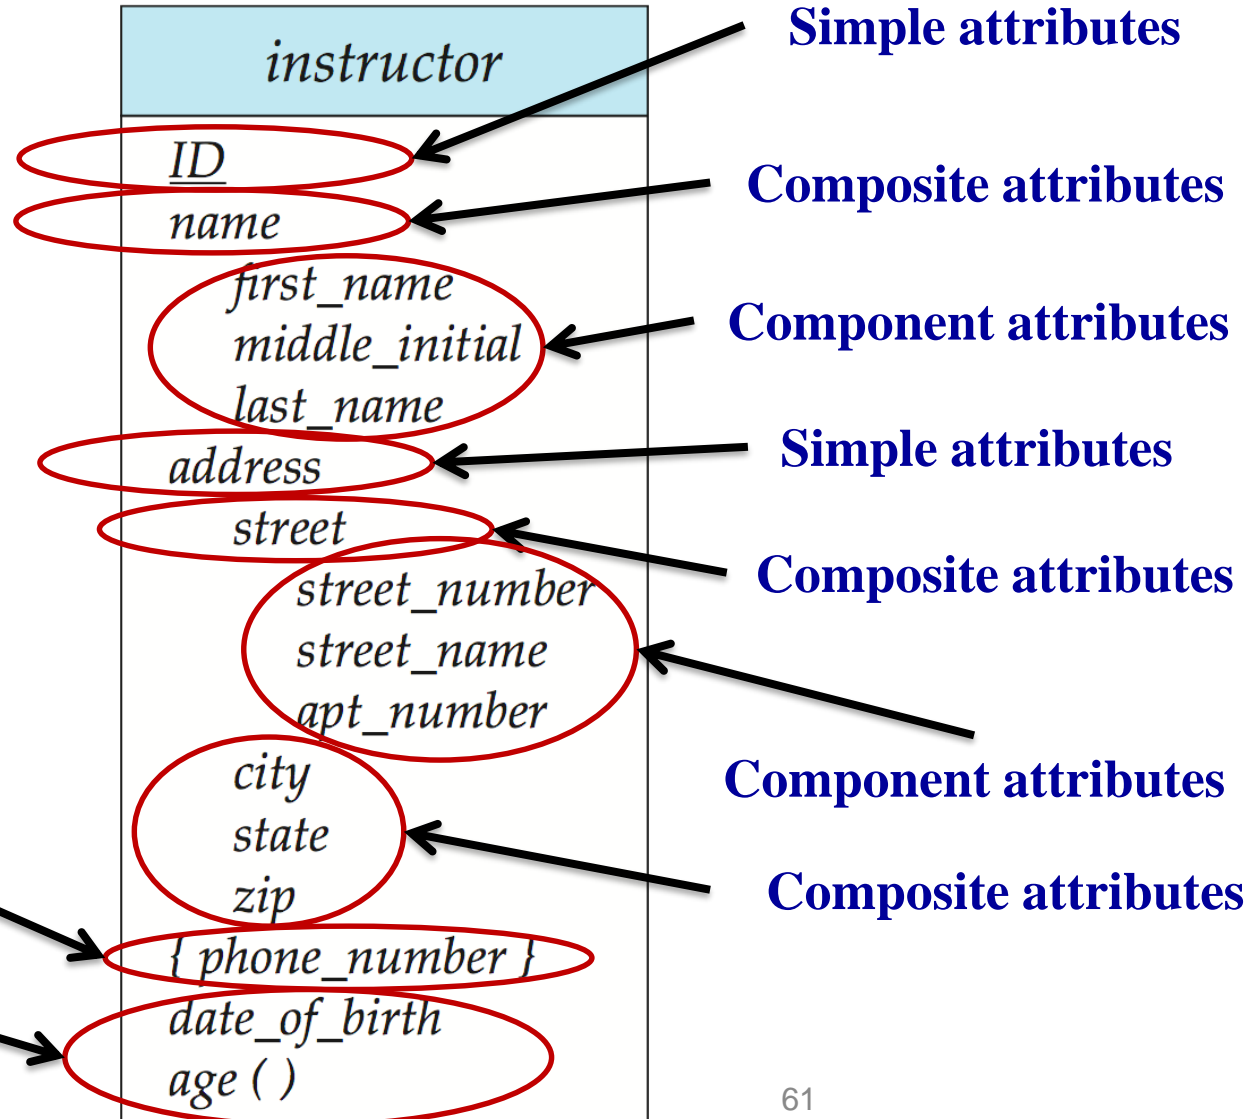 Simple attributes
instructor
ID
Composite attributes
name
first_name
Component attributes
middle_initial
last_name
Simple attributes
address
street
Composite attributes
street_number
street_name
apt_number
city
Component attributes
state
Composite attributes
zip
{ phone_number }
date_of_birth
age ( )
61